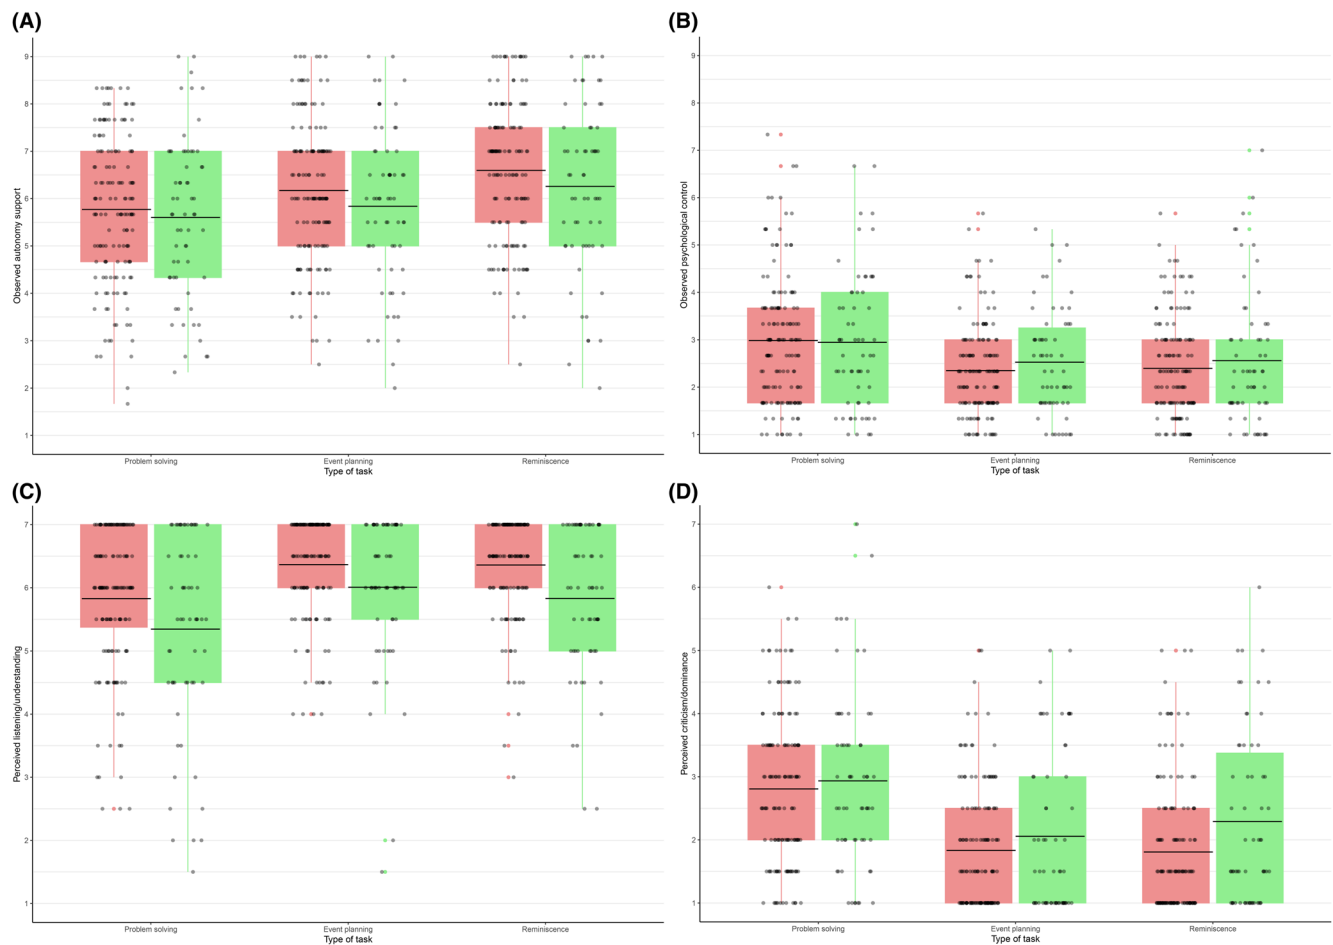 (A)
Observed autonomy support
9
8
7
6
5
4
3
2
1
Problem solving
Event planning
Reminiscence
Type of task
(B)
Observed psychological control
9
8
7
6
5
4
3
2
1
Problem solving
Event planning
Reminiscence
Type of task
(C)
Perceived listening/understanding
7
6
5
4
3
2
1
Problem solving
Event planning
Reminiscence
Type of task
(D)
Perceived criticism/dominance
7
6
5
4
3
2
1
Problem solving
Event planning
Reminiscence
Type of task